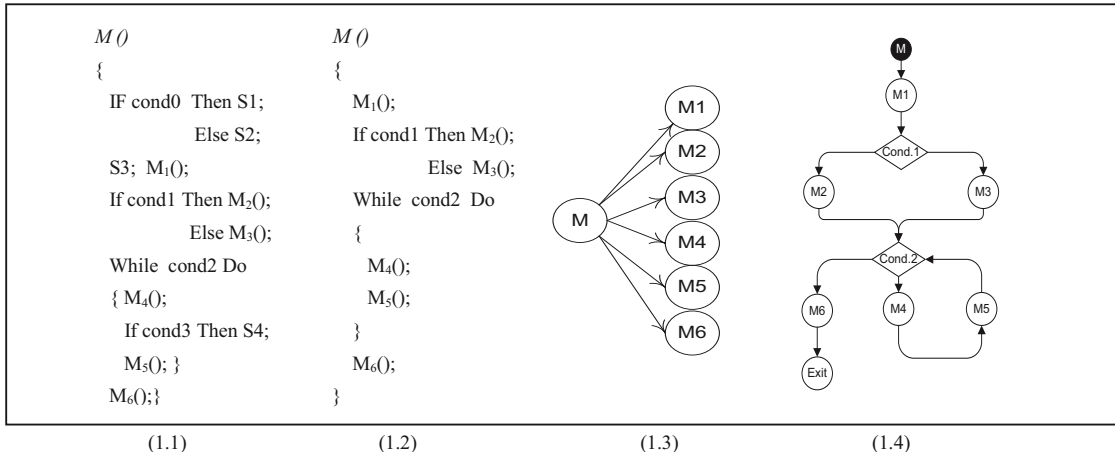 M ()
{
IF cond0 Then S1;
Else S2;
S3; M₁();
If cond1 Then M₂();
Else M₃();
While cond2 Do
{ M₄();
If cond3 Then S4;
M₅(); }
M₆();}
(1.1)
M ()
{
M₁();
If cond1 Then M₂();
Else M₃();
While cond2 Do
{
M₄();
M₅();
}
M₆();
}
(1.2)
M
M1
M2
M3
M4
M5
M6
(1.3)
M
M1
Cond.1
M2
M3
Cond.2
M6
M4
M5
Exit
(1.4)